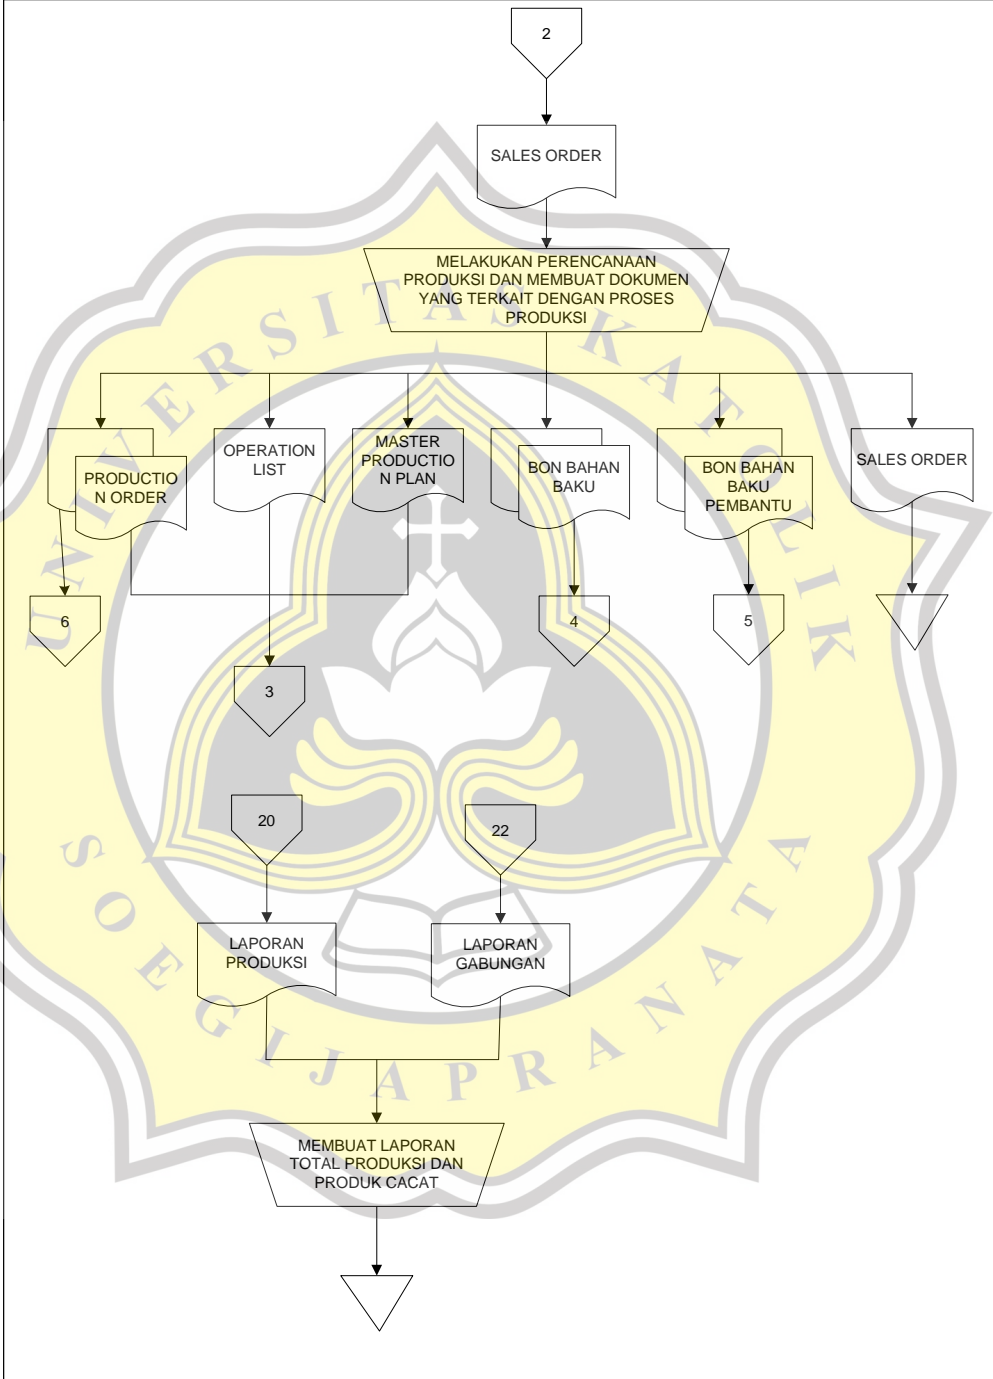 2
SALES ORDER
MELAKUKAN PERENCANAAN
PRODUKSI DAN MEMBUAT DOKUMEN
YANG TERKAIT DENGAN PROSES
PRODUKSI
PRODUCTIO
N ORDER
OPERATION
LIST
MASTER
PRODUCTIO
N PLAN
BON BAHAN
BAKU
BON BAHAN
BAKU
PEMBANTU
SALES ORDER
6
3
4
5
20
22
LAPORAN
PRODUKSI
LAPORAN
GABUNGAN
MEMBUAT LAPORAN
TOTAL PRODUKSI DAN
PRODUK CACAT
UNIVERSITAS KATOLIK
SOEGIJAPRANATA